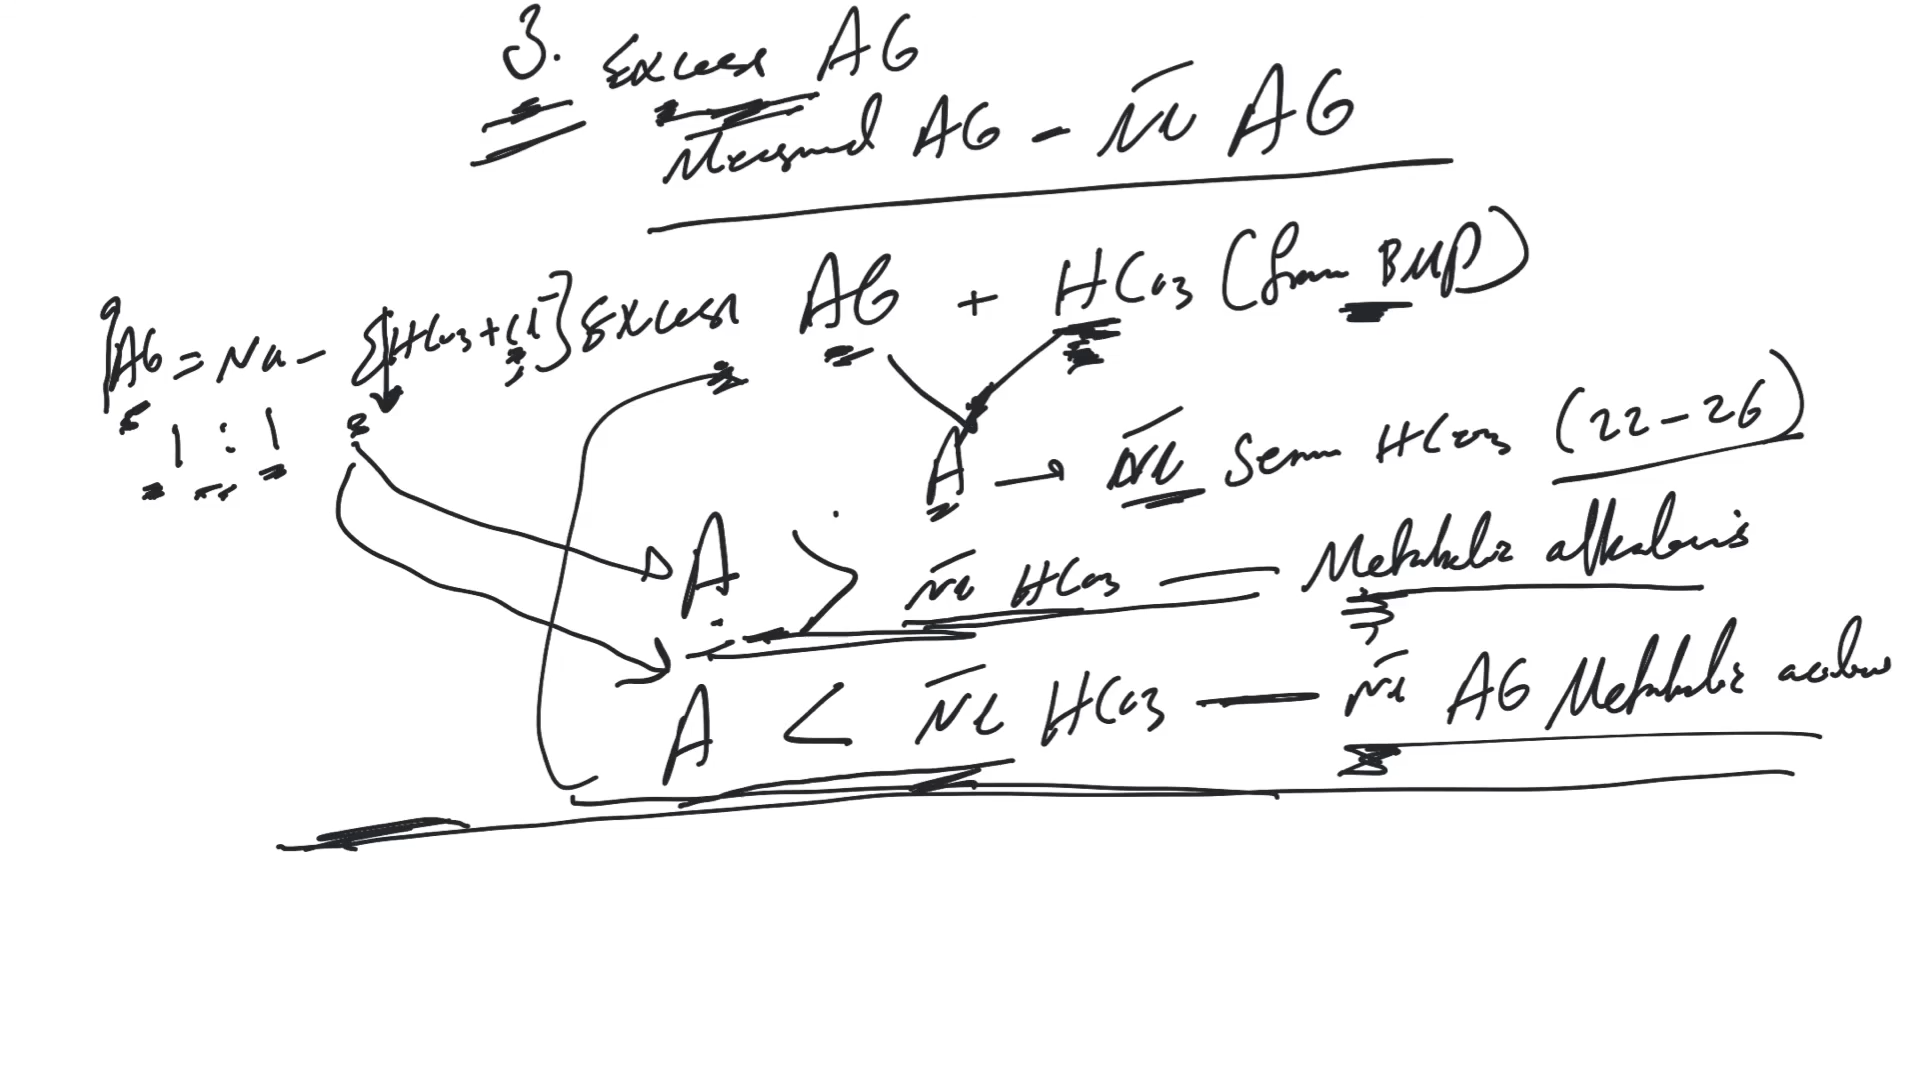 3. Excess AG
Measured AG - Nl AG
↑AG = Na - {↓HCO3 + Cl-} Excess AG + HCO3 (from BMP)
1 : 1
A → Nl Serum HCO3 (22-26)
A > Nl HCO3 — Metabolic alkalosis
A < Nl HCO3 — Nl AG Metabolic acidosis